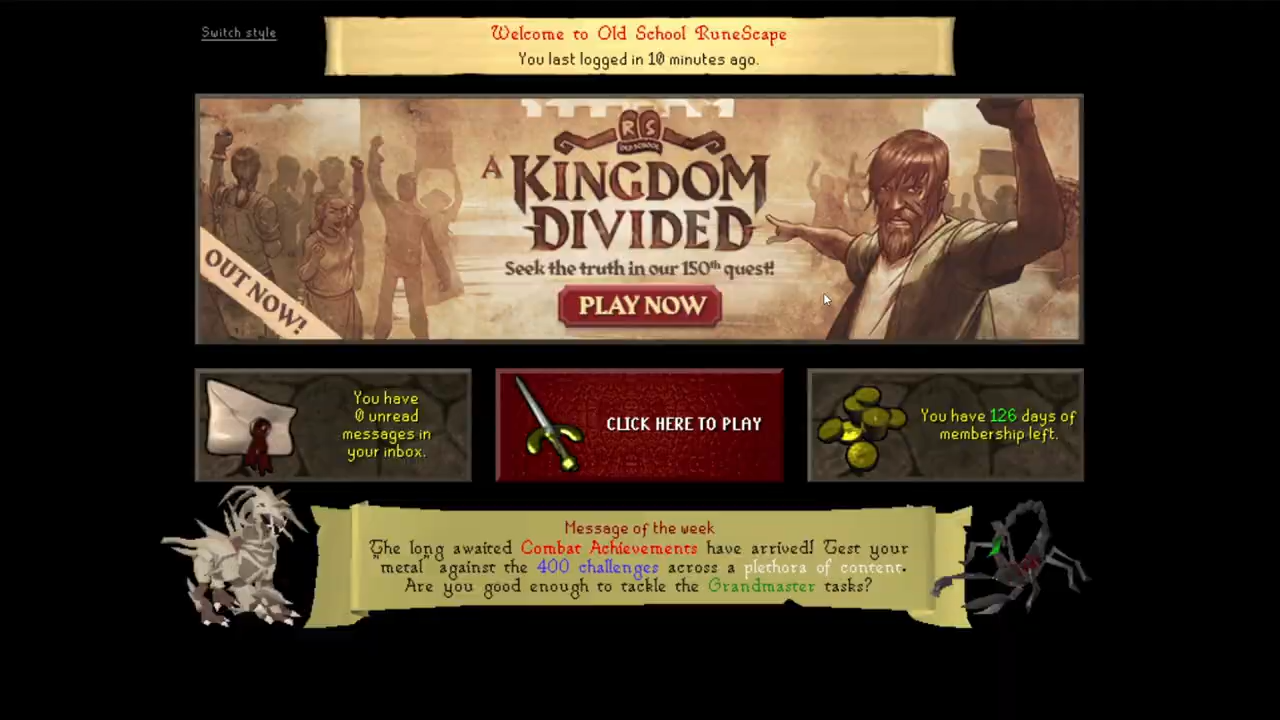 Switch style
Welcome to Old School RuneScape
You last logged in 10 minutes ago.
RS
OLD SCHOOL
A KINGDOM
DIVIDED
Seek the truth in our 150th quest!
PLAY NOW
OUT NOW!
You have
0 unread
messages in
your inbox.
CLICK HERE TO PLAY
You have 126 days of
membership left.
Message of the week
The long awaited Combat Achievements have arrived! Test your
"metal" against the 400 challenges across a plethora of content.
Are you good enough to tackle the Grandmaster tasks?